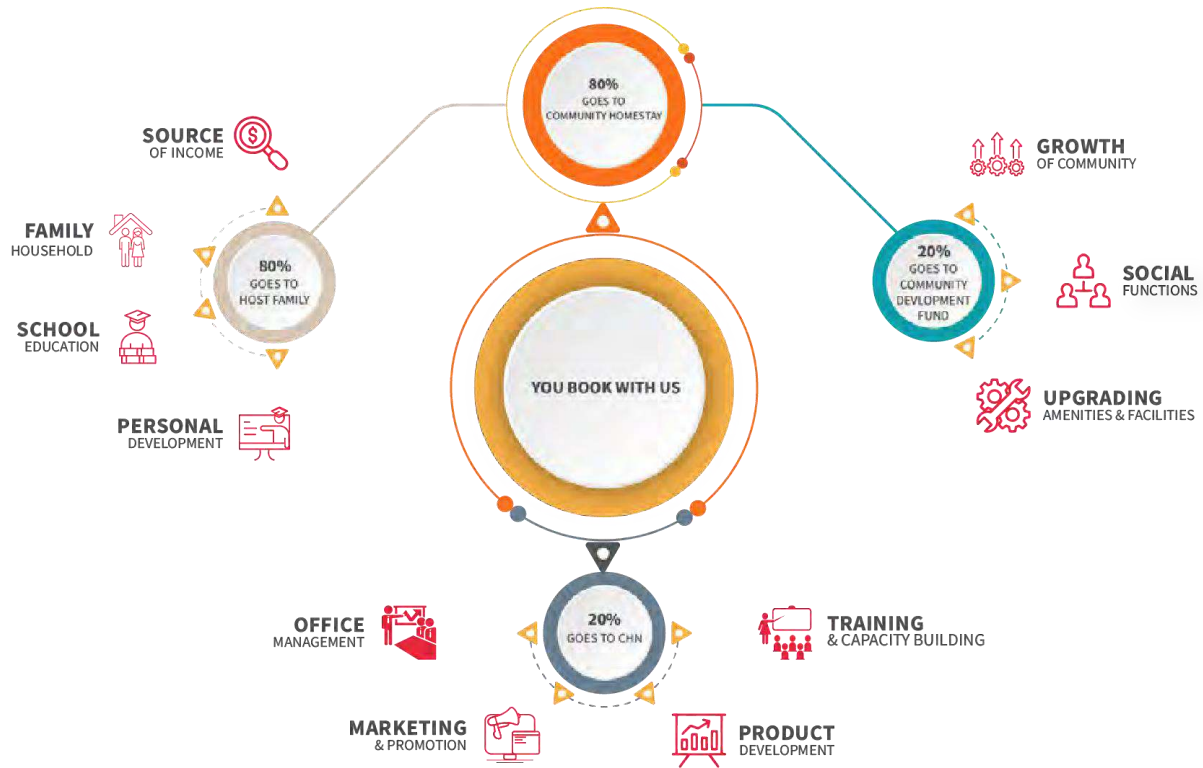 80%
GOES TO
COMMUNITY HOMESTAY
SOURCE
OF INCOME
FAMILY
HOUSEHOLD
SCHOOL
EDUCATION
PERSONAL
DEVELOPMENT
80%
GOES TO
HOST FAMILY
GROWTH
OF COMMUNITY
SOCIAL
FUNCTIONS
UPGRADING
AMENITIES & FACILITIES
20%
GOES TO
COMMUNITY
DEVLOPMENT
FUND
YOU BOOK WITH US
20%
GOES TO CHN
OFFICE
MANAGEMENT
MARKETING
& PROMOTION
TRAINING
& CAPACITY BUILDING
PRODUCT
DEVELOPMENT